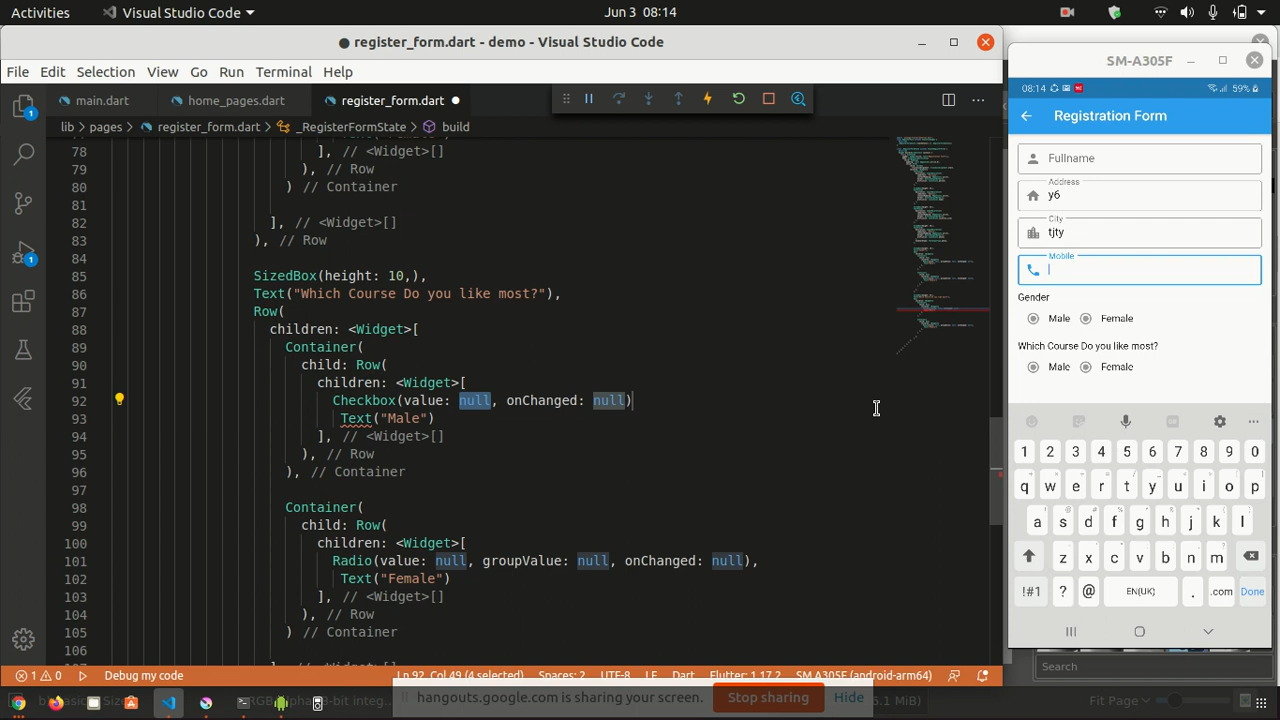 Activities
Visual Studio Code
Jun 3 08:14
register_form.dart - demo - Visual Studio Code
File Edit Selection View Go Run Terminal Help
main.dart
home_pages.dart
register_form.dart
lib > pages > register_form.dart > _RegisterFormState > build
78 ], // <Widget>[]
79 ), // Row
80 ) // Container
81
82 ], // <Widget>[]
83 ), // Row
84
85 SizedBox(height: 10,),
86 Text("Which Course Do you like most?"),
87 Row(
88 children: <Widget>[
89 Container(
90 child: Row(
91 children: <Widget>[
92 Checkbox(value: null, onChanged: null)
93 Text("Male")
94 ], // <Widget>[]
95 ), // Row
96 ), // Container
97
98 Container(
99 child: Row(
100 children: <Widget>[
101 Radio(value: null, groupValue: null, onChanged: null),
102 Text("Female")
103 ], // <Widget>[]
104 ), // Row
105 ) // Container
106
1
1
1 0
Debug my code
Ln 92, Col 49 (4 selected)
Spaces: 2
UTF-8
LF
Dart
Flutter: 1.17.2
SM A305F (android-arm64)
hangouts.google.com is sharing your screen.
Stop sharing
Hide
SM-A305F
08:14
59%
Registration Form
Fullname
Address
y6
City
tjty
Mobile
Gender
Male Female
Which Course Do you like most?
Male Female
1 2 3 4 5 6 7 8 9 0
q w e r t y u i o p
a s d f g h j k l
z x c v b n m
!#1 ? @ EN(UK) . .com Done
Search
Fit Page